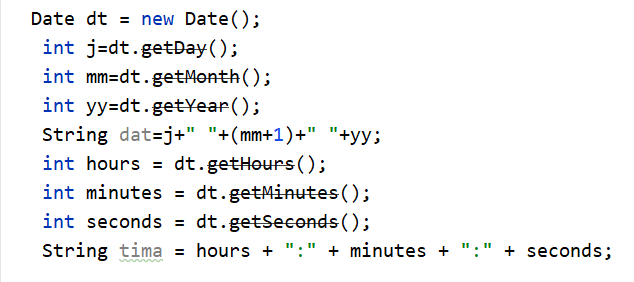 Date dt = new Date();
int j=dt.getDay();
int mm=dt.getMonth();
int yy=dt.getYear();
String dat=j+" "+(mm+1)+" "+yy;
int hours = dt.getHours();
int minutes = dt.getMinutes();
int seconds = dt.getSeconds();
String tima = hours + ":" + minutes + ":" + seconds;